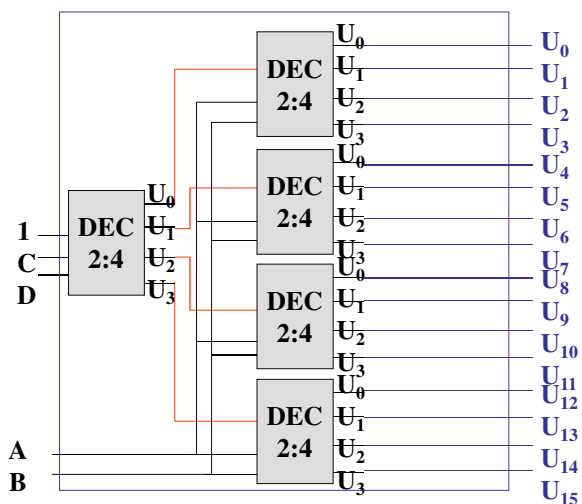 U0 U0
DEC U1 U1
2:4 U2 U2
U3 U3
U0 U4
DEC U1 U5
2:4 U2 U6
U3 U7
1 DEC U0
C 2:4 U1
D U2
U3
U0 U8
DEC U1 U9
2:4 U2 U10
U3 U11
U0 U12
DEC U1 U13
A 2:4 U2 U14
B U3 U15